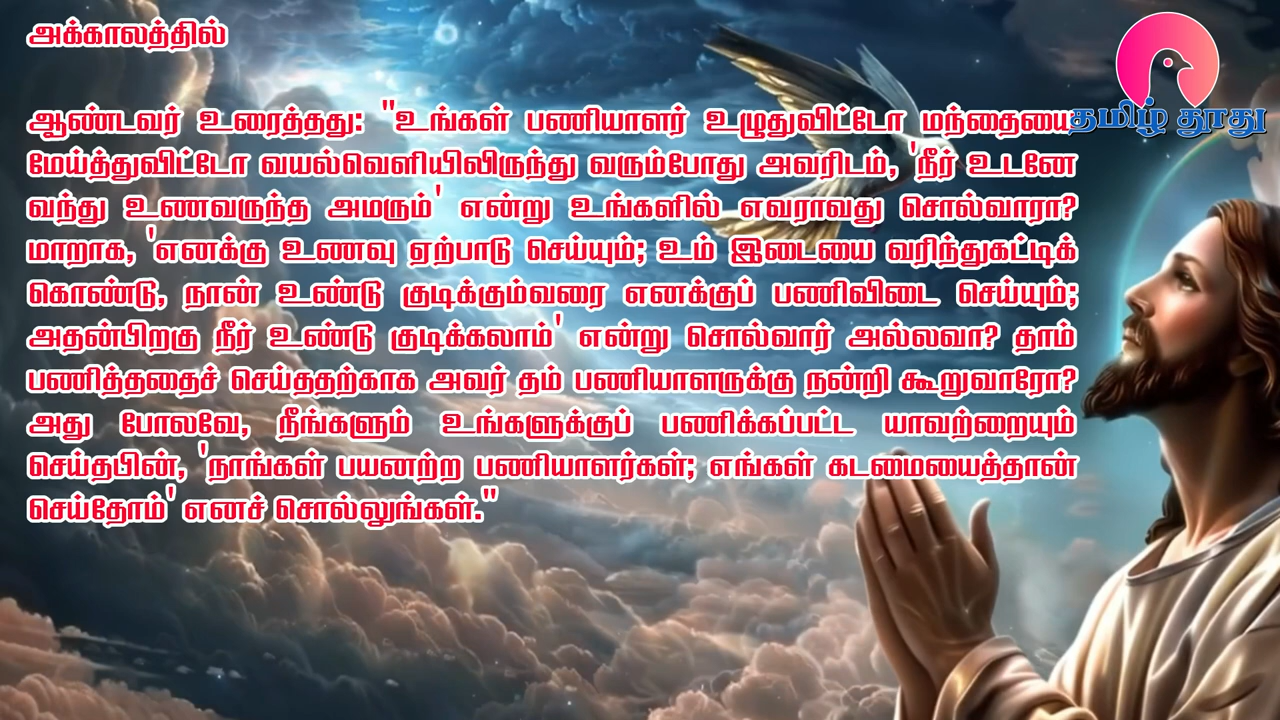 அக்காலத்தில்
தமிழ் தூது
ஆண்டவர் உரைத்தது: "உங்கள் பணியாளர் உழுதுவிட்டோ மந்தையை
மேய்த்துவிட்டோ வயல்வெளியிலிருந்து வரும்போது அவரிடம், 'நீர் உடனே
வந்து உணவருந்த அமரும்' என்று உங்களில் எவராவது சொல்வாரா?
மாறாக, 'எனக்கு உணவு ஏற்பாடு செய்யும்; உம் இடையை வரிந்துகட்டிக்
கொண்டு, நான் உண்டு குடிக்கும்வரை எனக்குப் பணிவிடை செய்யும்;
அதன்பிறகு நீர் உண்டு குடிக்கலாம்' என்று சொல்வார் அல்லவா? தாம்
பணித்ததைச் செய்ததற்காக அவர் தம் பணியாளருக்கு நன்றி கூறுவாரோ?
அது போலவே, நீங்களும் உங்களுக்குப் பணிக்கப்பட்ட யாவற்றையும்
செய்தபின், 'நாங்கள் பயனற்ற பணியாளர்கள்; எங்கள் கடமையைத்தான்
செய்தோம்' எனச் சொல்லுங்கள்."